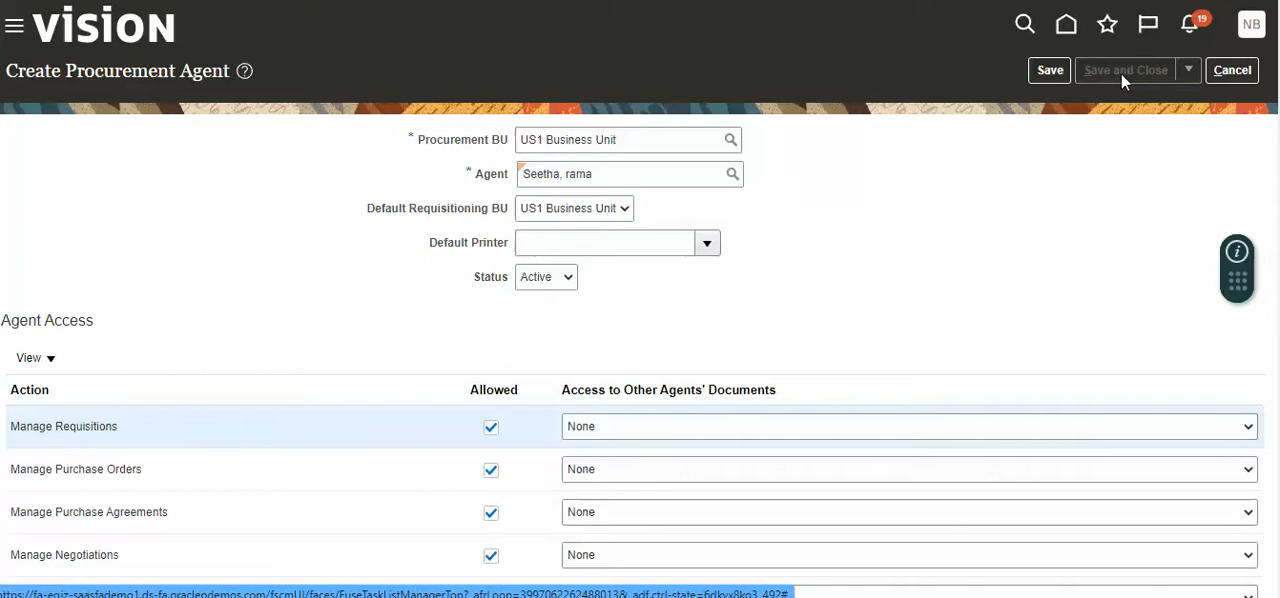 vision
19
NB
Create Procurement Agent ?
Save
Save and Close
Cancel
* Procurement BU US1 Business Unit
* Agent Seetha, rama
Default Requisitioning BU US1 Business Unit
Default Printer
Status Active
i
Agent Access
View
Action Allowed Access to Other Agents' Documents
Manage Requisitions None
Manage Purchase Orders None
Manage Purchase Agreements None
Manage Negotiations None